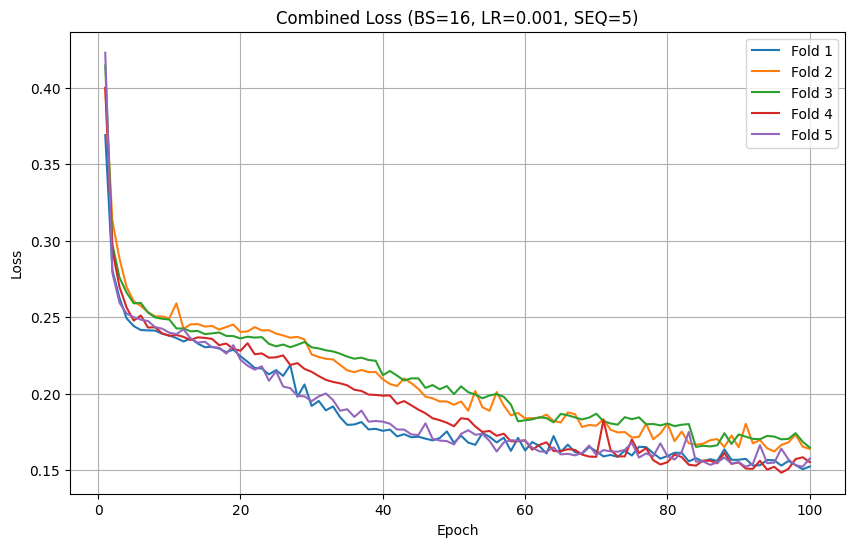 Combined Loss (BS=16, LR=0.001, SEQ=5)
Fold 1
Fold 2
Fold 3
Fold 4
Fold 5
Loss
0.40
0.35
0.30
0.25
0.20
0.15
0
20
40
60
80
100
Epoch